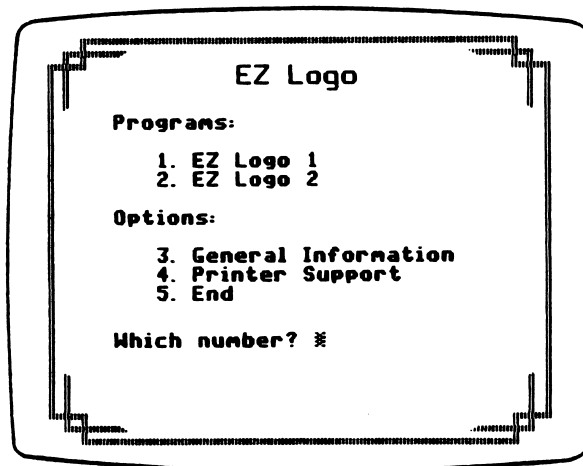 EZ Logo
Programs:
1. EZ Logo 1
2. EZ Logo 2
Options:
3. General Information
4. Printer Support
5. End
Which number?